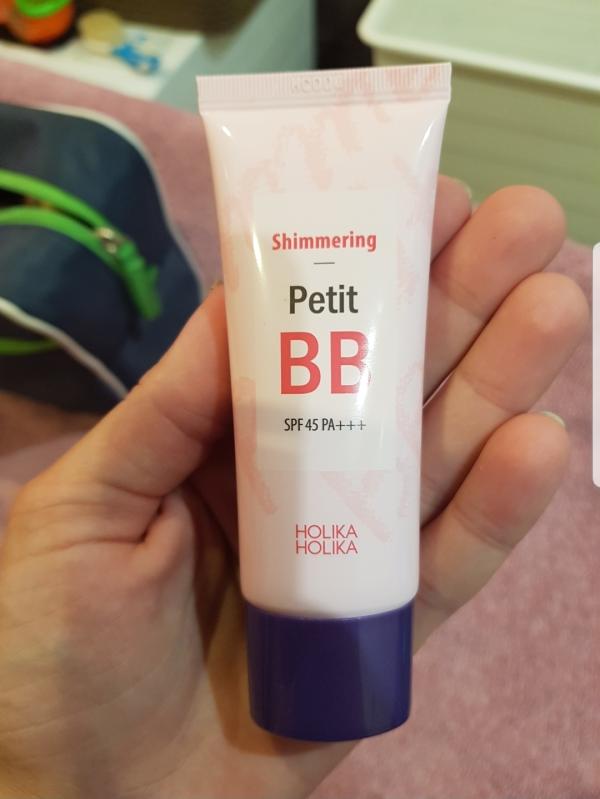 Shimmering
Petit
BB
SPF 45 PA+++
HOLIKA
HOLIKA